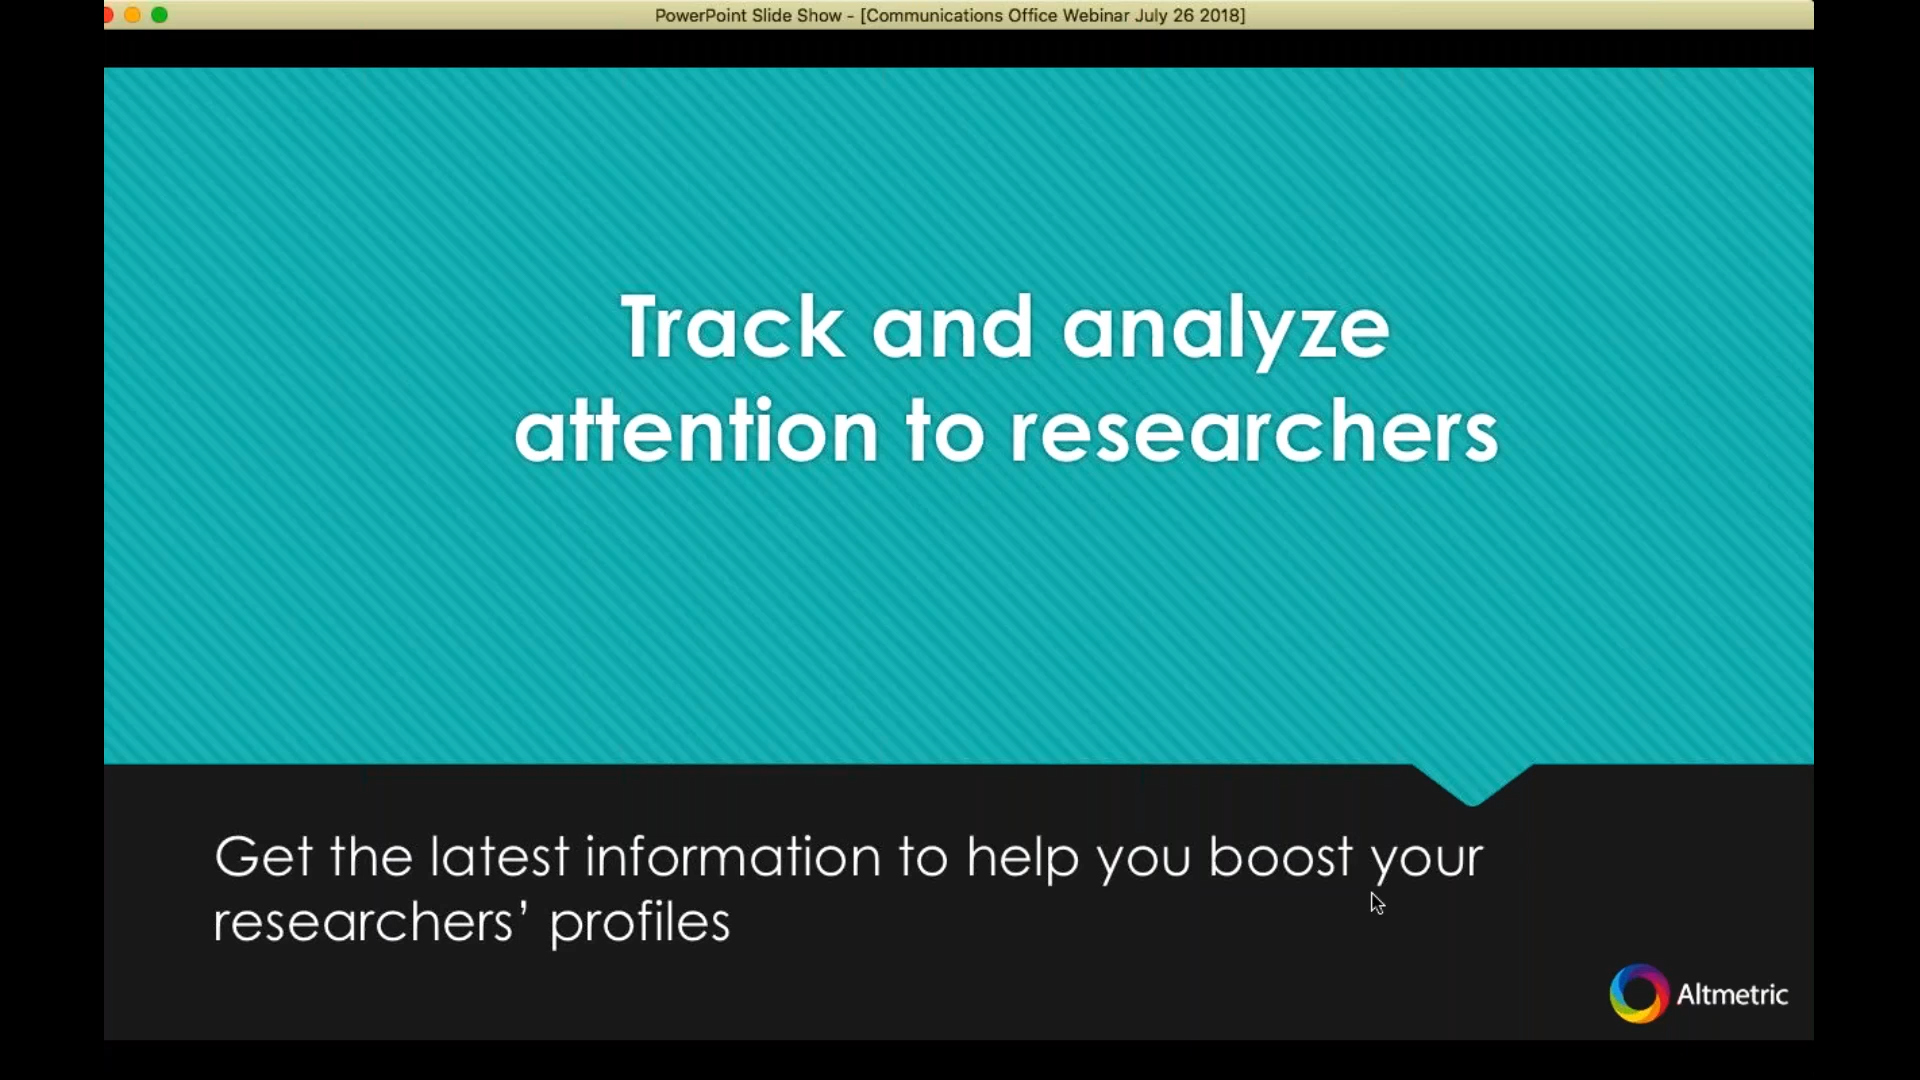 PowerPoint Slide Show - [Communications Office Webinar July 26 2018]
Track and analyze
attention to researchers
Get the latest information to help you boost your
researchers’ profiles
Altmetric